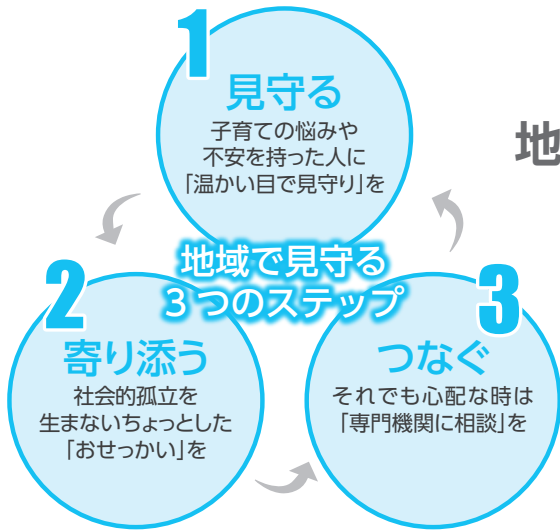 1
見守る
子育ての悩みや
不安を持った人に
「温かい目で見守り」を
地
地域で見守る
3つのステップ
2
寄り添う
社会的孤立を
生まないちょっとした
「おせっかい」を
3
つなぐ
それでも心配な時は
「専門機関に相談」を